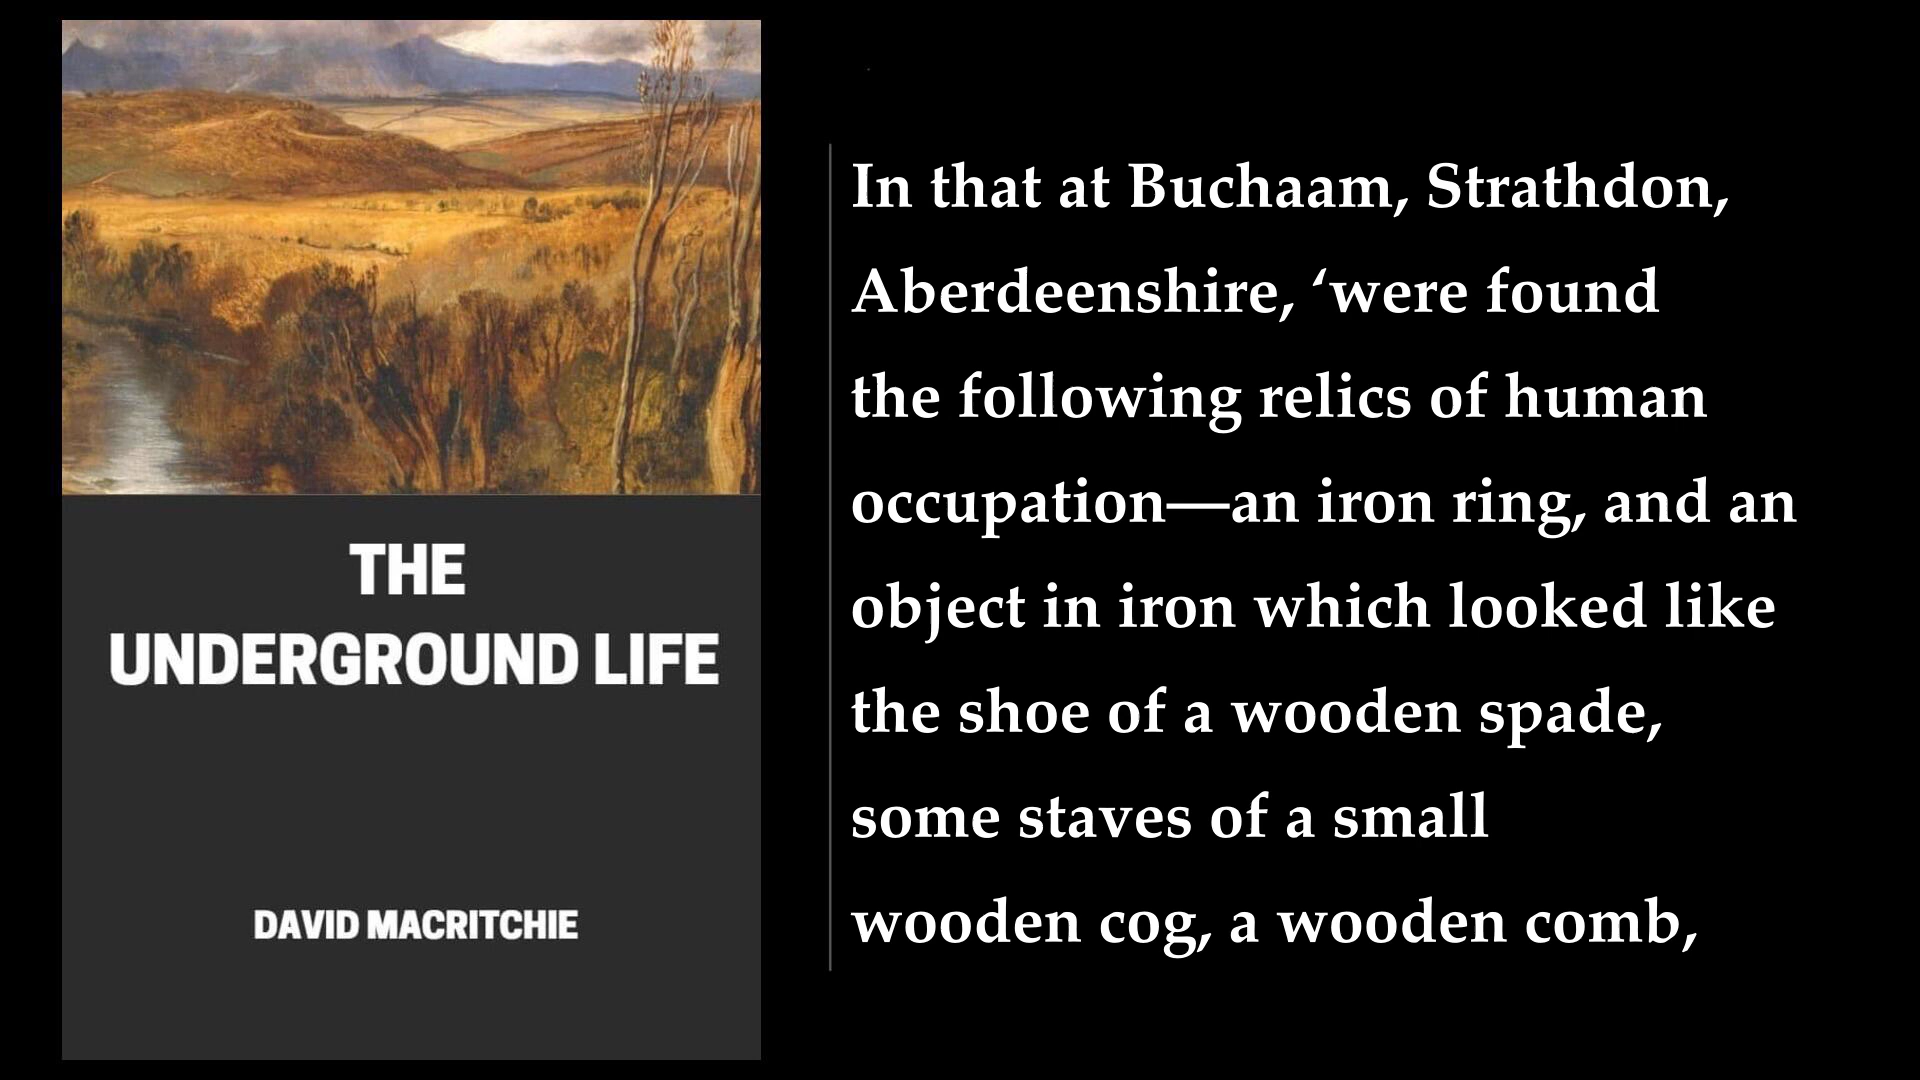 THE
UNDERGROUND LIFE
DAVID MACRITCHIE
In that at Buchaam, Strathdon,
Aberdeenshire, ‘were found
the following relics of human
occupation—an iron ring, and an
object in iron which looked like
the shoe of a wooden spade,
some staves of a small
wooden cog, a wooden comb,